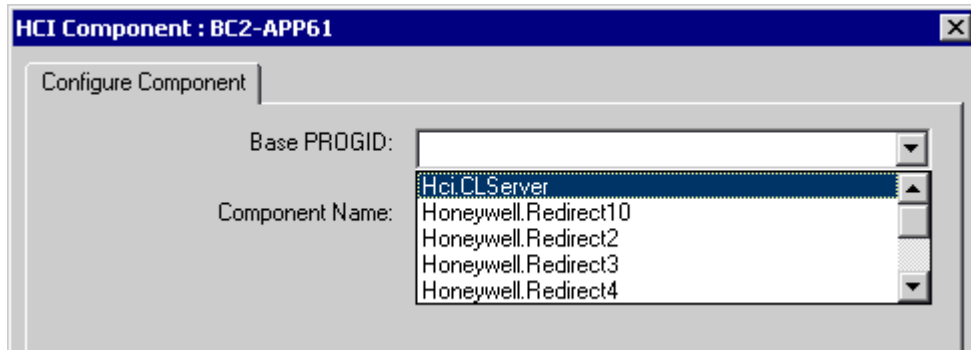 HCI Component : BC2-APP61
Configure Component
Base PROGID:
Hci.CLServer
Component Name:
Honeywell.Redirect10
Honeywell.Redirect2
Honeywell.Redirect3
Honeywell.Redirect4